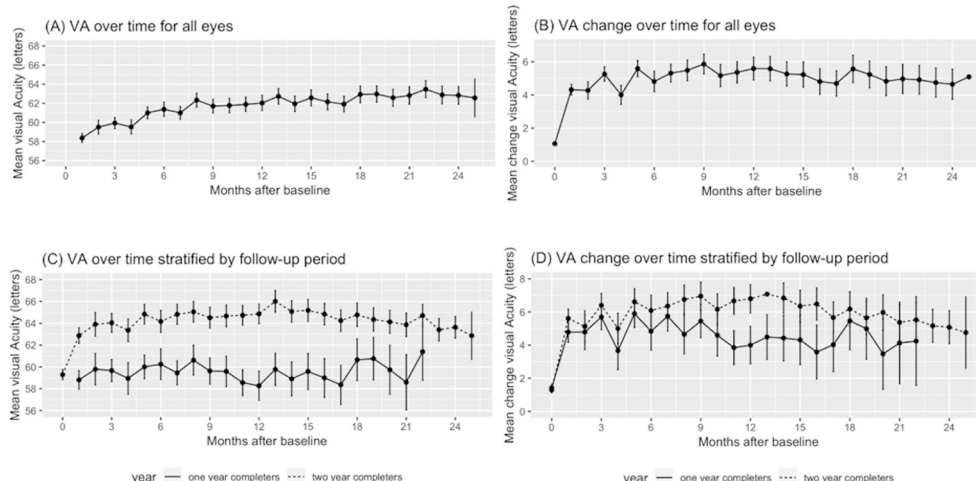 (A) VA over time for all eyes
Mean visual Acuity (letters)
68
66
64
62
60
58
56
0 3 6 9 12 15 18 21 24
Months after baseline
(B) VA change over time for all eyes
Mean change visual Acuity (letters)
6
4
2
0
0 3 6 9 12 15 18 21 24
Months after baseline
(C) VA over time stratified by follow-up period
Mean visual Acuity (letters)
68
66
64
62
60
58
56
0 3 6 9 12 15 18 21 24
Months after baseline
year one year completers two year completers
(D) VA change over time stratified by follow-up period
Mean change visual Acuity (letters)
8
6
4
2
0
0 3 6 9 12 15 18 21 24
Months after baseline
year one year completers two year completers